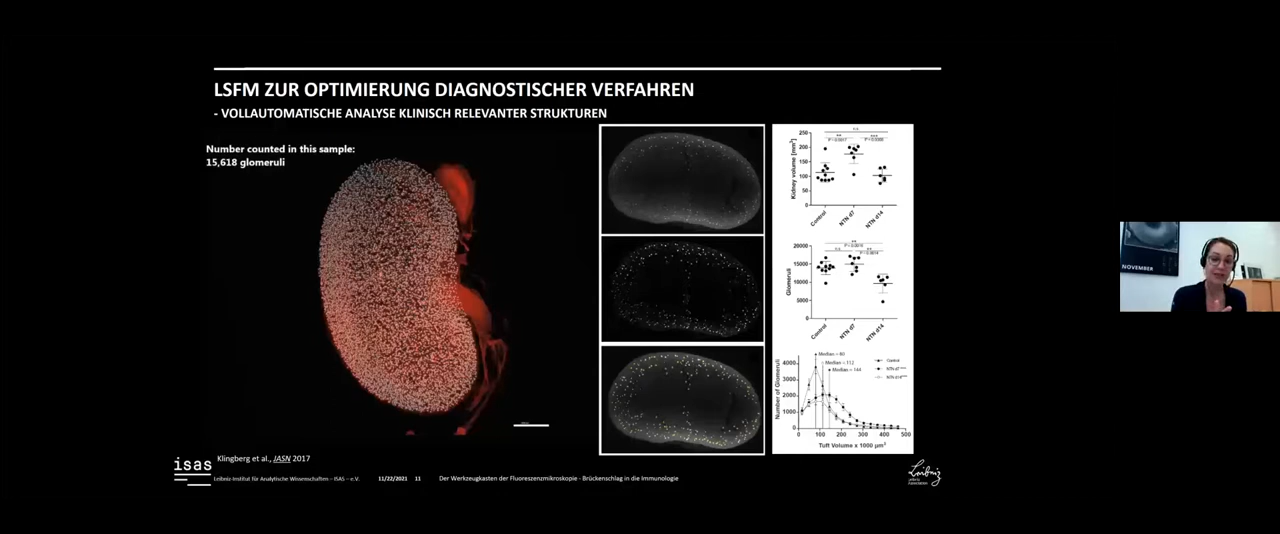 LSFM ZUR OPTIMIERUNG DIAGNOSTISCHER VERFAHREN
- VOLLAUTOMATISCHE ANALYSE KLINISCH RELEVANTER STRUKTUREN
Number counted in this sample:
15,618 glomeruli
Kidney volume [mm³]
250
200
150
100
50
0
n.s
**
***
Control
NTN d7
NTN d14
Glomeruli
20000
15000
10000
5000
0
**
n.s
**
Control
NTN d7
NTN d14
Number of Glomeruli
4000
3000
2000
1000
0
Median = 80
Median = 112
Median = 144
Control
NTN d7
NTN d14
0
100
200
300
400
500
Tuft Volume x 1000 µm³
Klingberg et al., JASN 2017
isas
Leibniz-Institut für Analytische Wissenschaften – ISAS – e.V.
11/22/2021
11
Der Werkzeugkasten der Fluoreszenzmikroskopie - Brückenschlag in die Immunologie
Leibniz
NOVEMBER